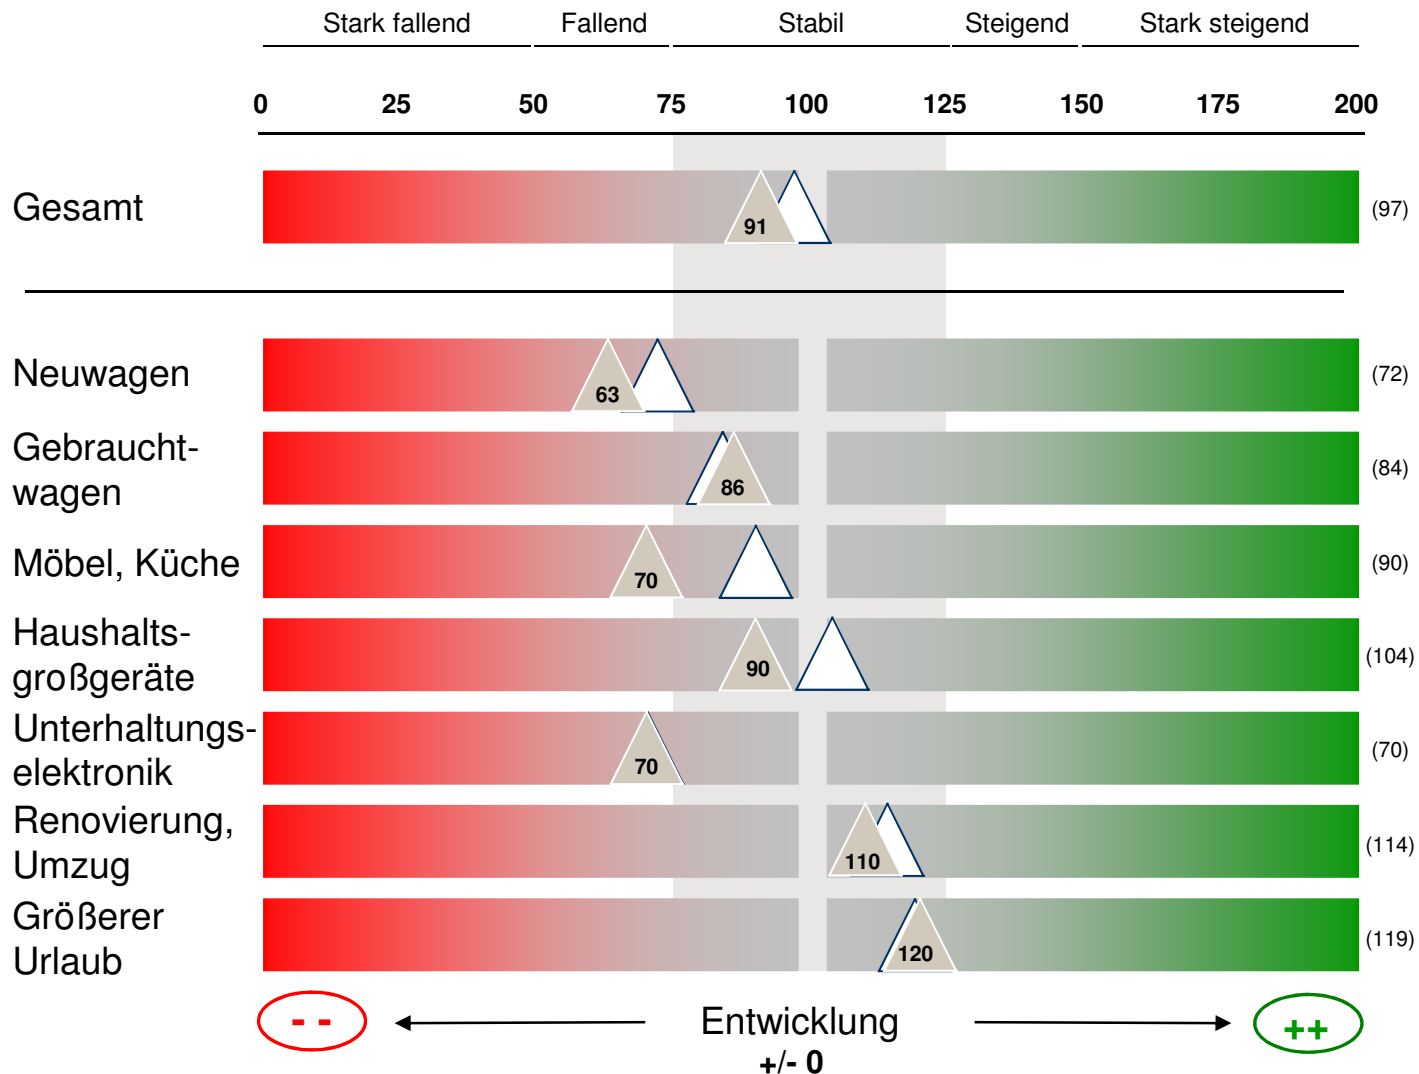 Stark fallend Fallend Stabil Steigend Stark steigend
0 25 50 75 100 125 150 175 200
Gesamt 91 (97)
Neuwagen 63 (72)
Gebraucht-
wagen 86 (84)
Möbel, Küche 70 (90)
Haushalts-
großgeräte 90 (104)
Unterhaltungs-
elektronik 70 (70)
Renovierung,
Umzug 110 (114)
Größerer
Urlaub 120 (119)
- - Entwicklung ++
+/- 0